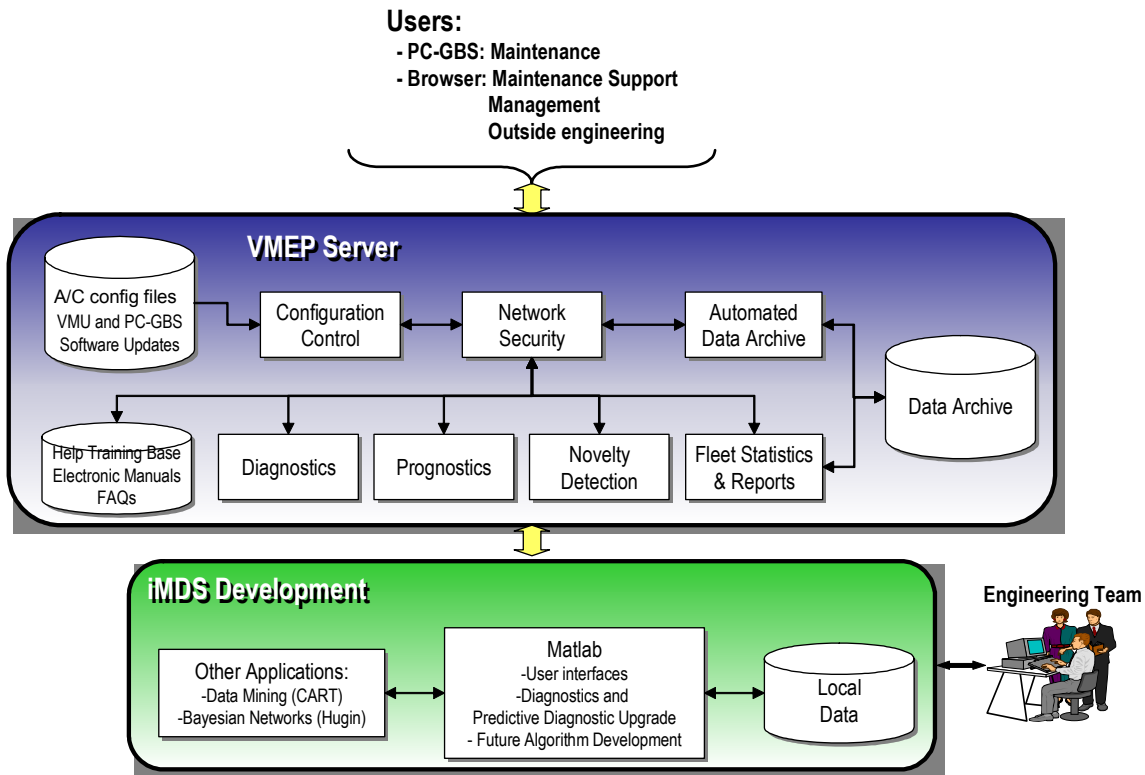 Users:
- PC-GBS: Maintenance
- Browser: Maintenance Support
Management
Outside engineering
VMEP Server
A/C config files
VMU and PC-GBS
Software Updates
Configuration
Control
Network
Security
Automated
Data Archive
Data Archive
Help Training Base
Electronic Manuals
FAQs
Diagnostics
Prognostics
Novelty
Detection
Fleet Statistics
& Reports
iMDS Development
Other Applications:
-Data Mining (CART)
-Bayesian Networks (Hugin)
Matlab
-User interfaces
-Diagnostics and
Predictive Diagnostic Upgrade
- Future Algorithm Development
Local
Data
Engineering Team